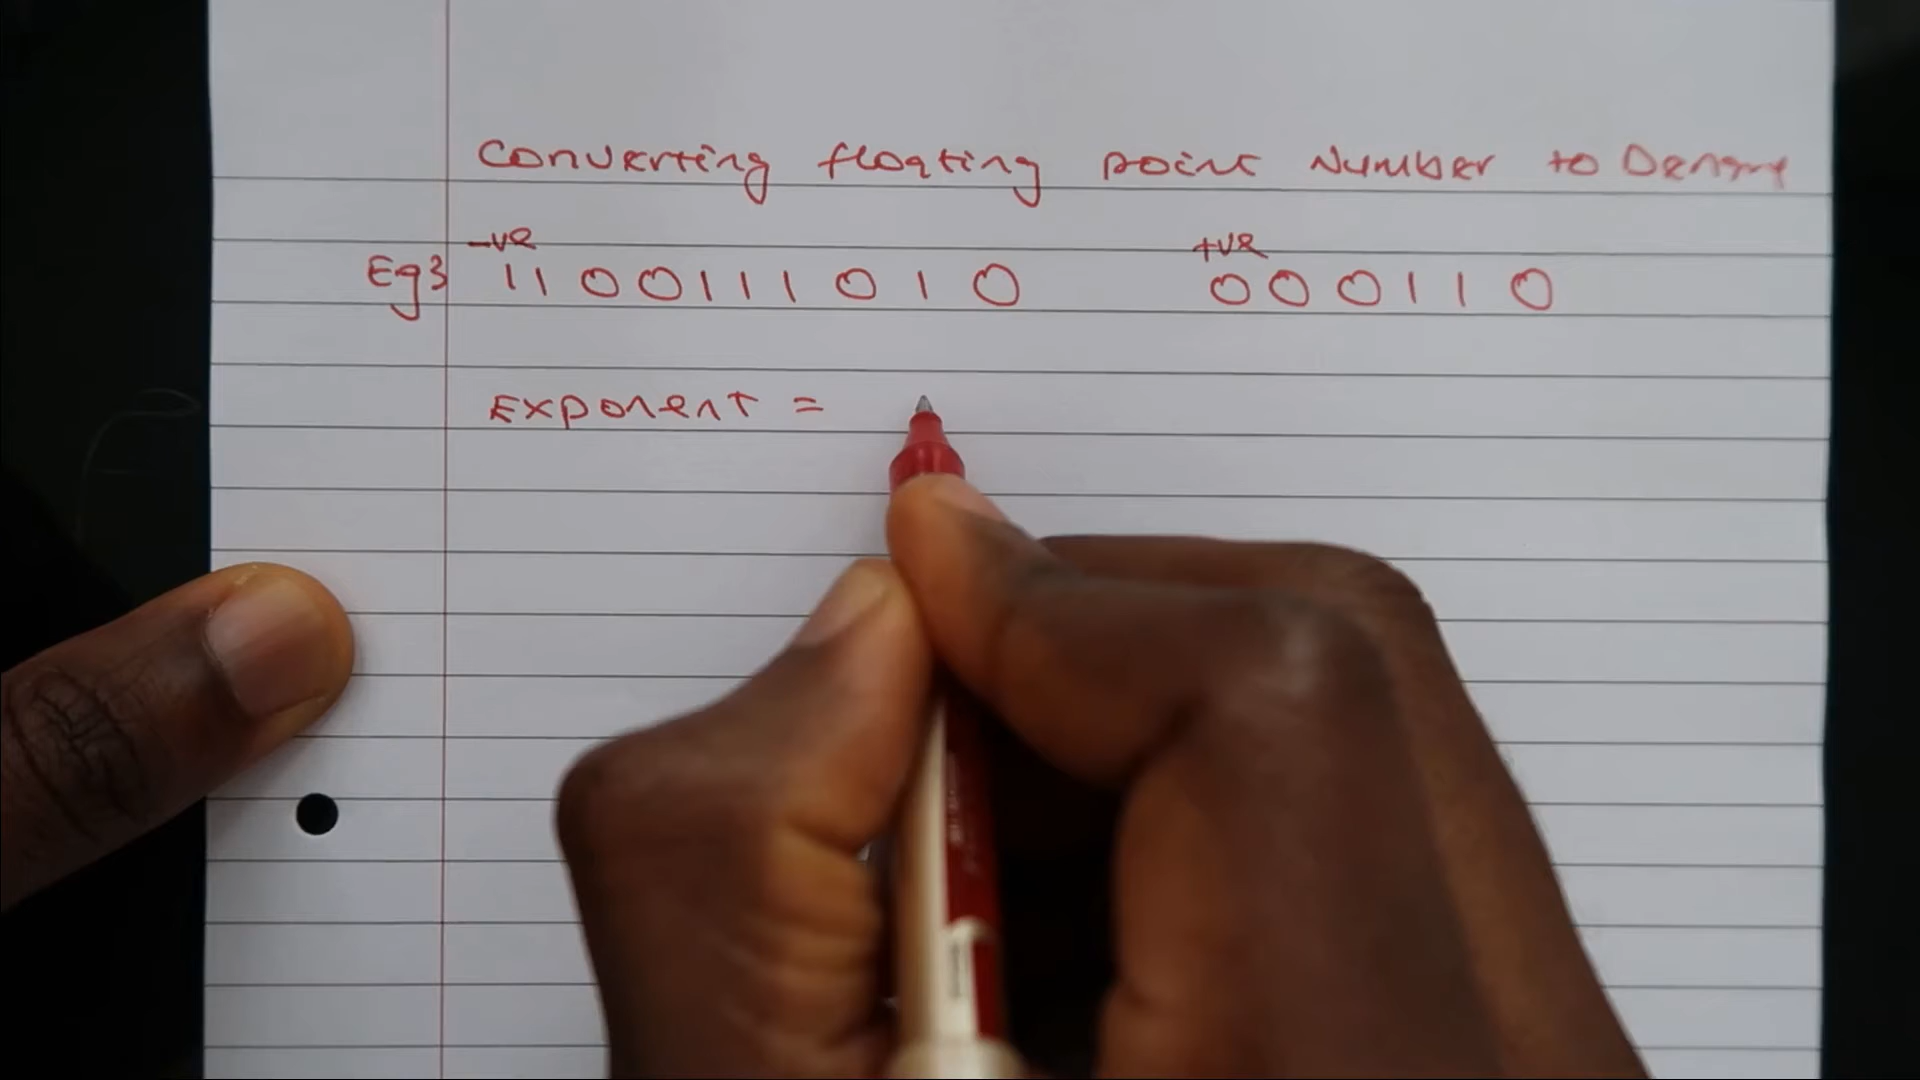 Converting floating point Number to Denary
-ve +ve
Eg3 1100111010 000110
Exponent =